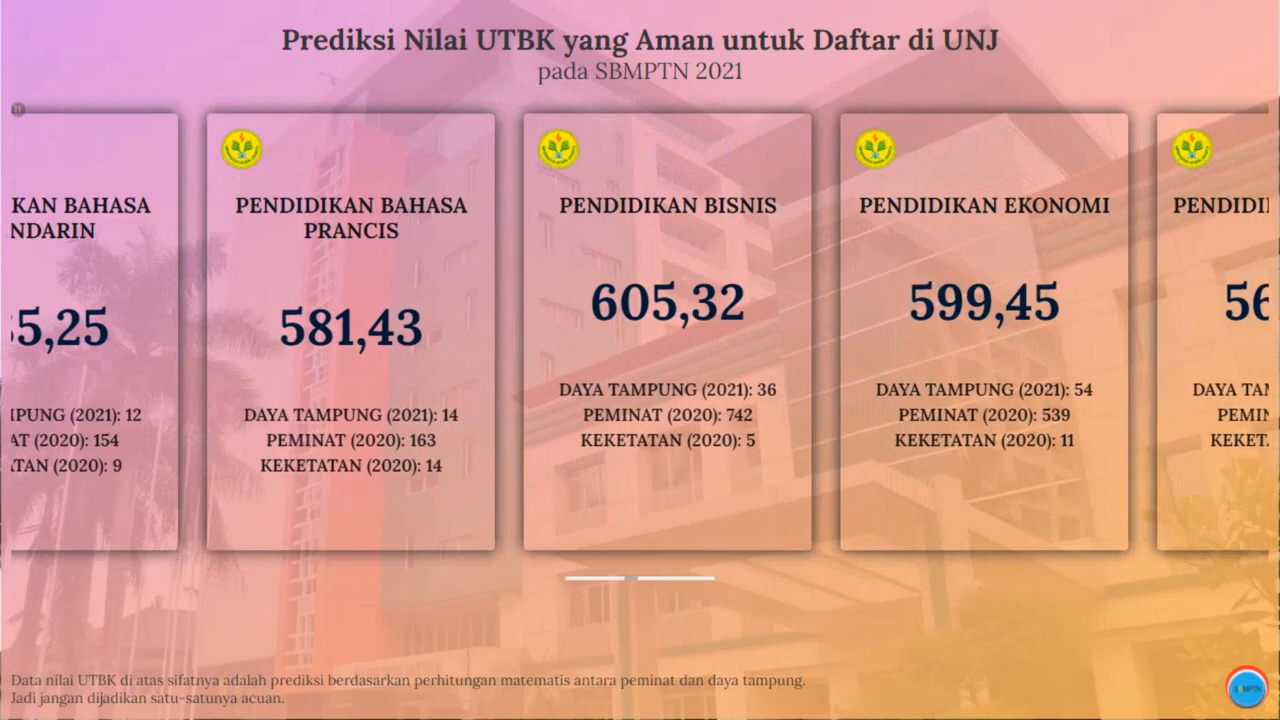 Prediksi Nilai UTBK yang Aman untuk Daftar di UNJ
pada SBMPTN 2021
KAN BAHASA
NDARIN
5,25
PUNG (2021): 12
AT (2020): 154
TAN (2020): 9
PENDIDIKAN BAHASA
PRANCIS
581,43
DAYA TAMPUNG (2021): 14
PEMINAT (2020): 163
KEKETATAN (2020): 14
PENDIDIKAN BISNIS
605,32
DAYA TAMPUNG (2021): 36
PEMINAT (2020): 742
KEKETATAN (2020): 5
PENDIDIKAN EKONOMI
599,45
DAYA TAMPUNG (2021): 54
PEMINAT (2020): 539
KEKETATAN (2020): 11
PENDIDI
56
DAYA TA
PEMI
KEKET
Data nilai UTBK di atas sifatnya adalah prediksi berdasarkan perhitungan matematis antara peminat dan daya tampung.
Jadi jangan dijadikan satu-satunya acuan.
SBMPTN